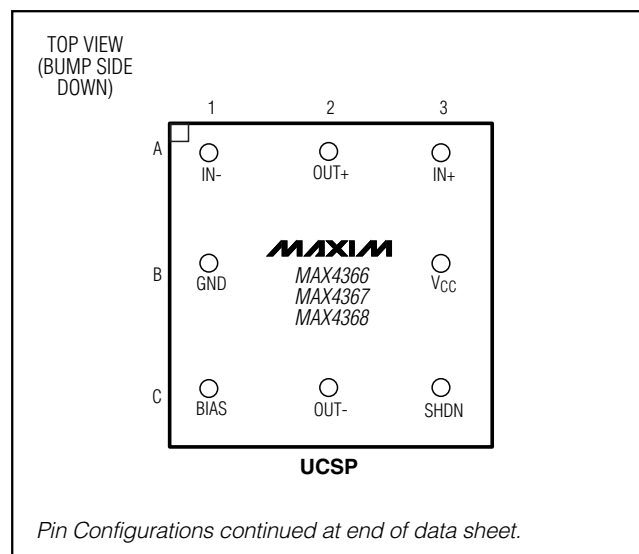 TOP VIEW
(BUMP SIDE
DOWN)
1 2 3
A
IN- OUT+ IN+
MAXIM
B
GND MAX4366 VCC
MAX4367
MAX4368
C
BIAS OUT- SHDN
UCSP
Pin Configurations continued at end of data sheet.